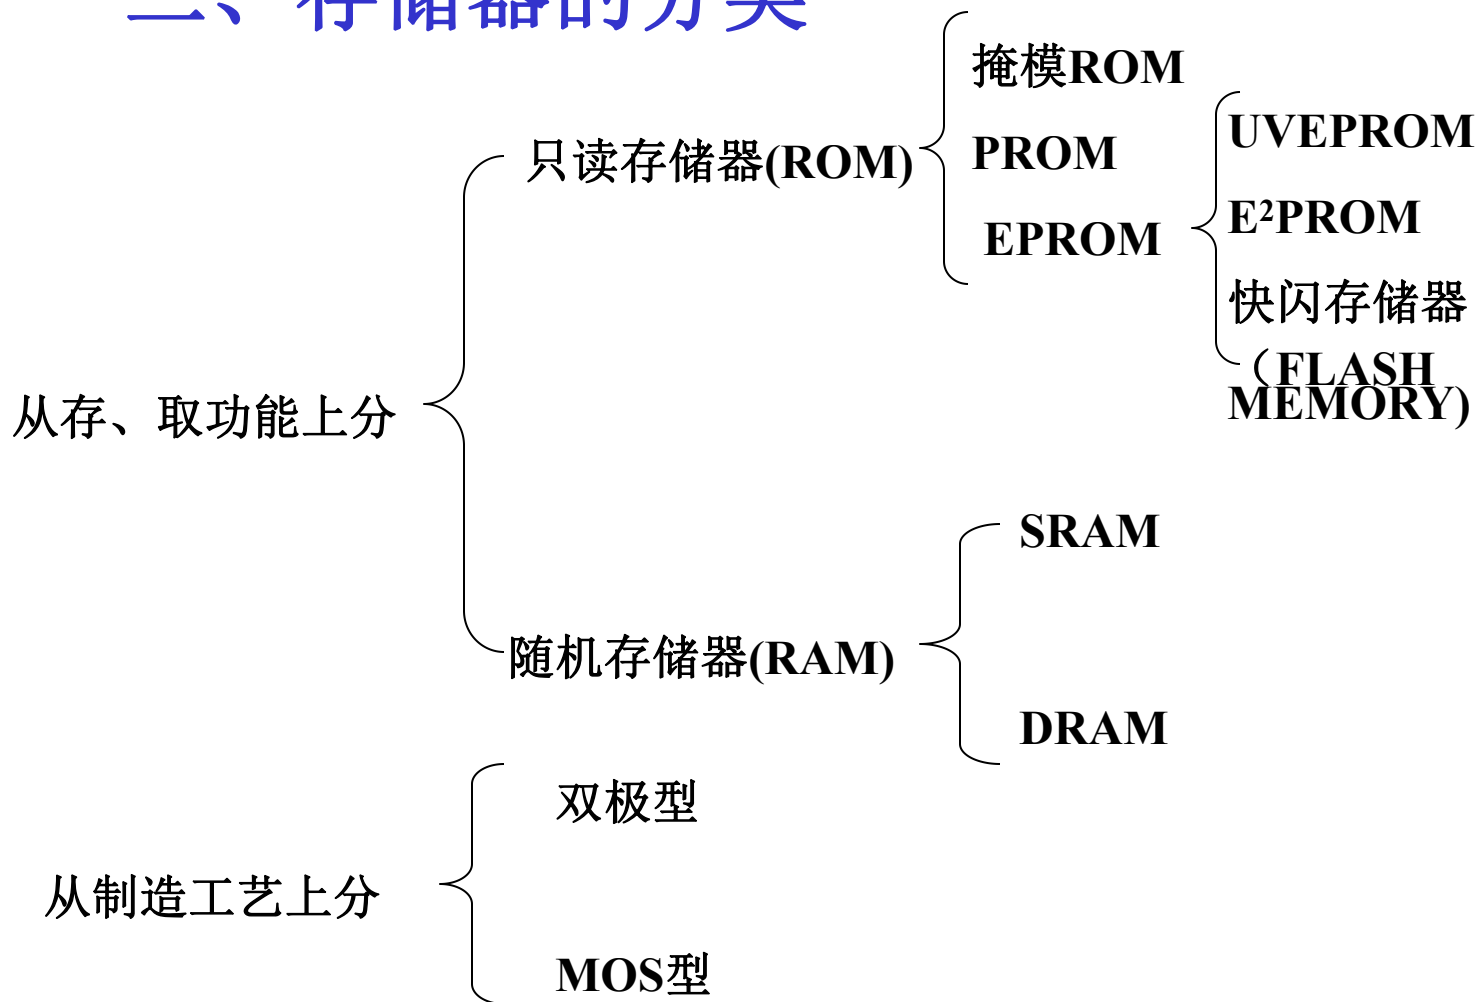 二、存储器的分类
掩模ROM
只读存储器(ROM)
PROM
EPROM
UVEPROM
E²PROM
快闪存储器
（FLASH
MEMORY)
从存、取功能上分
SRAM
随机存储器(RAM)
DRAM
双极型
从制造工艺上分
MOS型